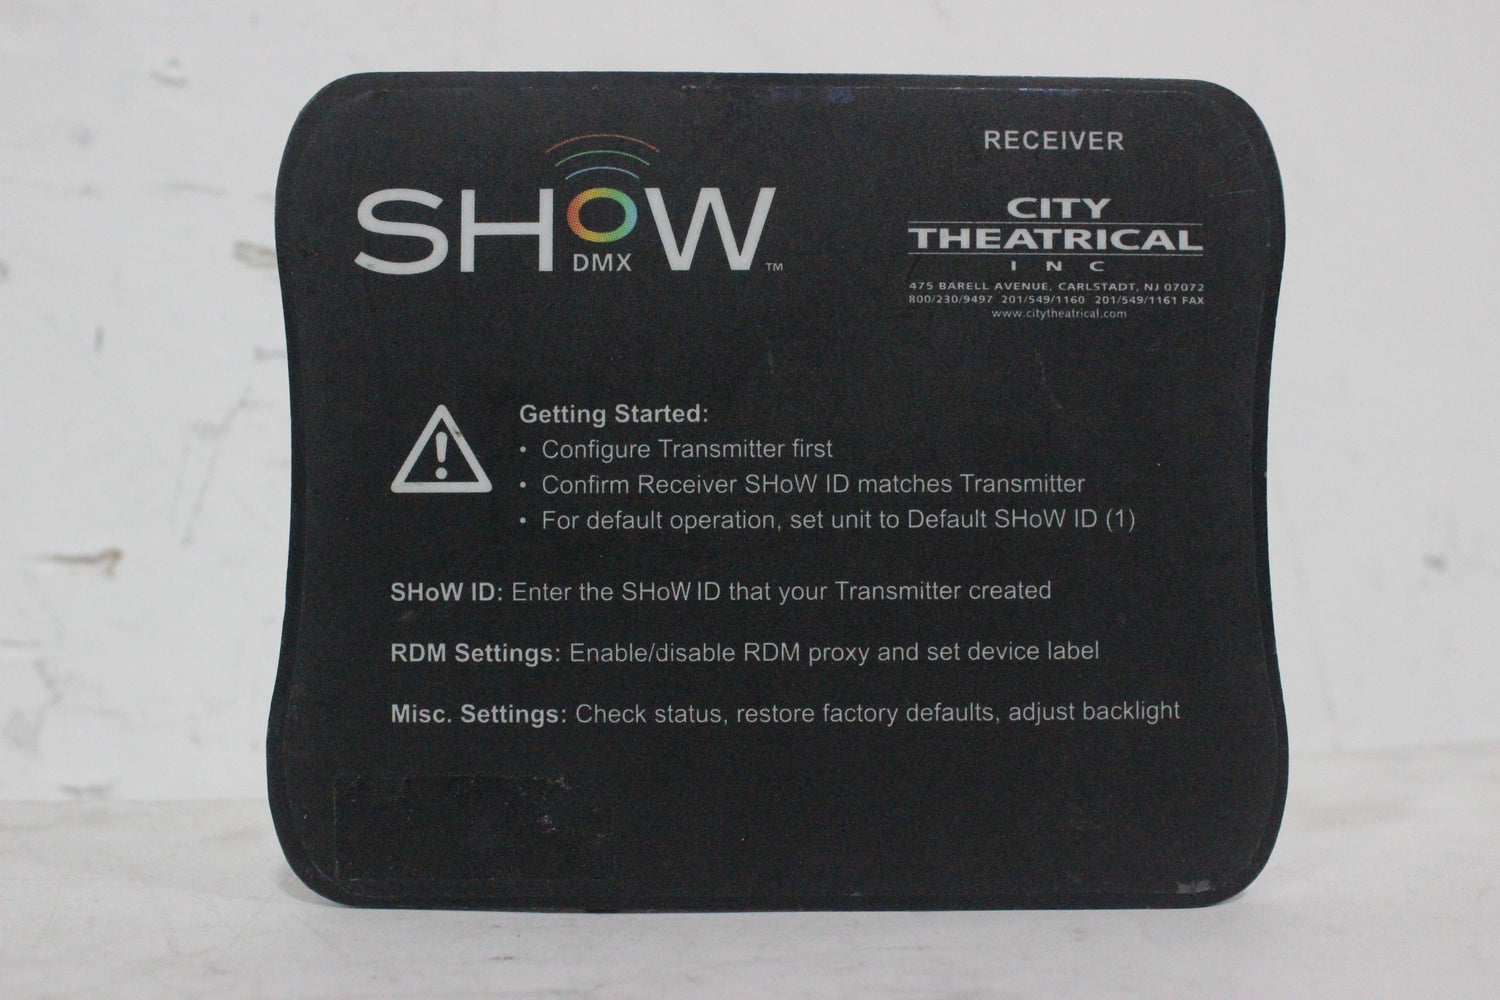 SHoW
DMX
™
RECEIVER
CITY
THEATRICAL
INC
475 BARELL AVENUE, CARLSTADT, NJ 07072
800/230/9497 201/549/1160 201/549/1161 FAX
www.citytheatrical.com
Getting Started:
• Configure Transmitter first
• Confirm Receiver SHoW ID matches Transmitter
• For default operation, set unit to Default SHoW ID (1)
SHoW ID: Enter the SHoW ID that your Transmitter created
RDM Settings: Enable/disable RDM proxy and set device label
Misc. Settings: Check status, restore factory defaults, adjust backlight